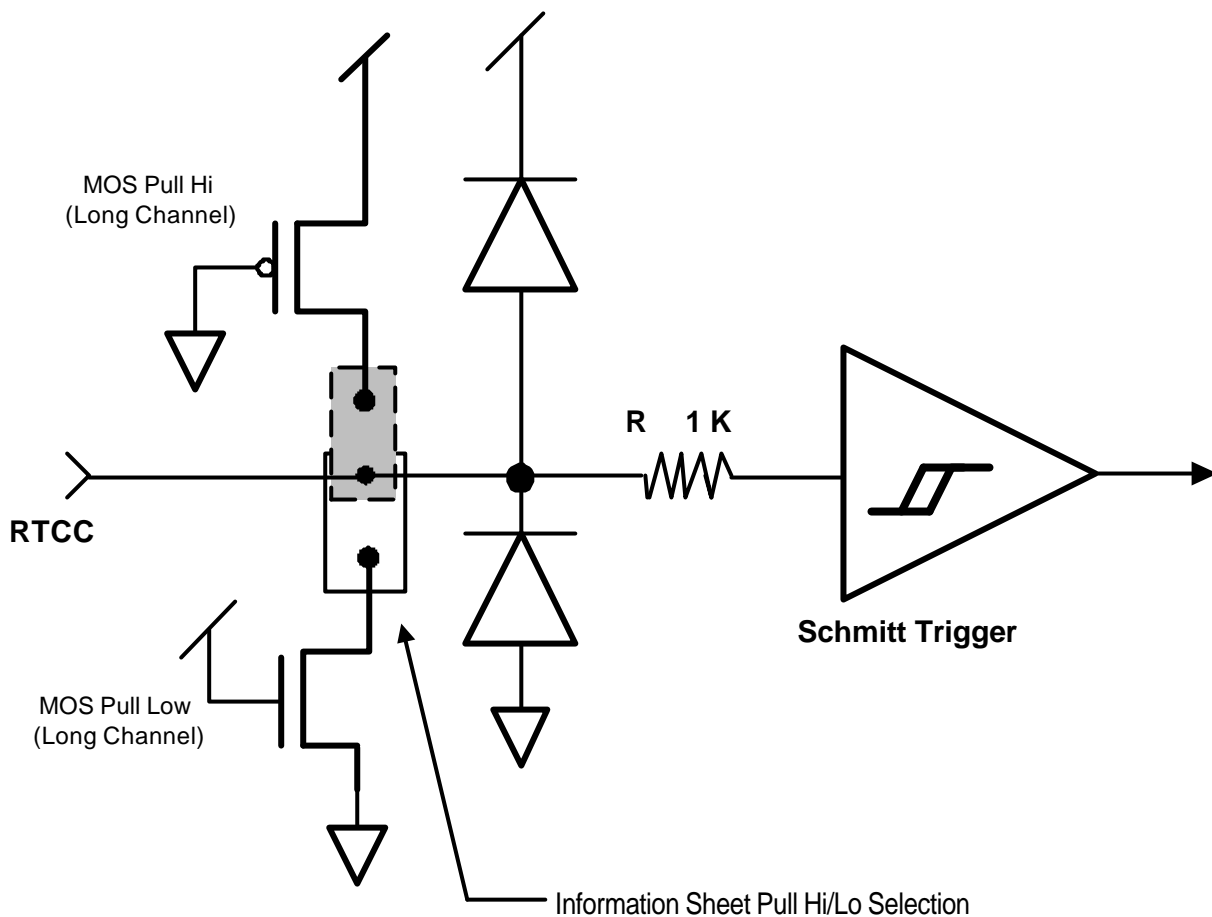 MOS Pull Hi
(Long Channel)
R 1 K
RTCC
Schmitt Trigger
MOS Pull Low
(Long Channel)
Information Sheet Pull Hi/Lo Selection